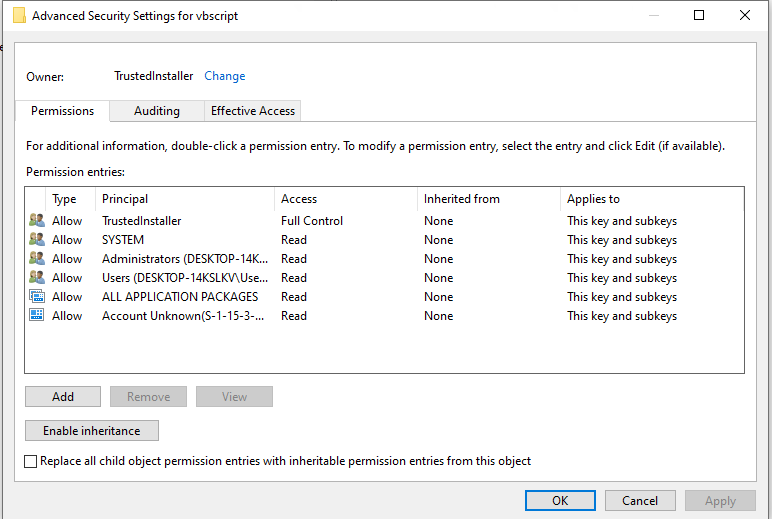 Advanced Security Settings for vbscript
Owner: TrustedInstaller Change
Permissions Auditing Effective Access
For additional information, double-click a permission entry. To modify a permission entry, select the entry and click Edit (if available).
Permission entries:
Type Principal Access Inherited from Applies to
Allow TrustedInstaller Full Control None This key and subkeys
Allow SYSTEM Read None This key and subkeys
Allow Administrators (DESKTOP-14K... Read None This key and subkeys
Allow Users (DESKTOP-14KSLKV\Use... Read None This key and subkeys
Allow ALL APPLICATION PACKAGES Read None This key and subkeys
Allow Account Unknown(S-1-15-3-... Read None This key and subkeys
Add Remove View
Enable inheritance
Replace all child object permission entries with inheritable permission entries from this object
OK Cancel Apply